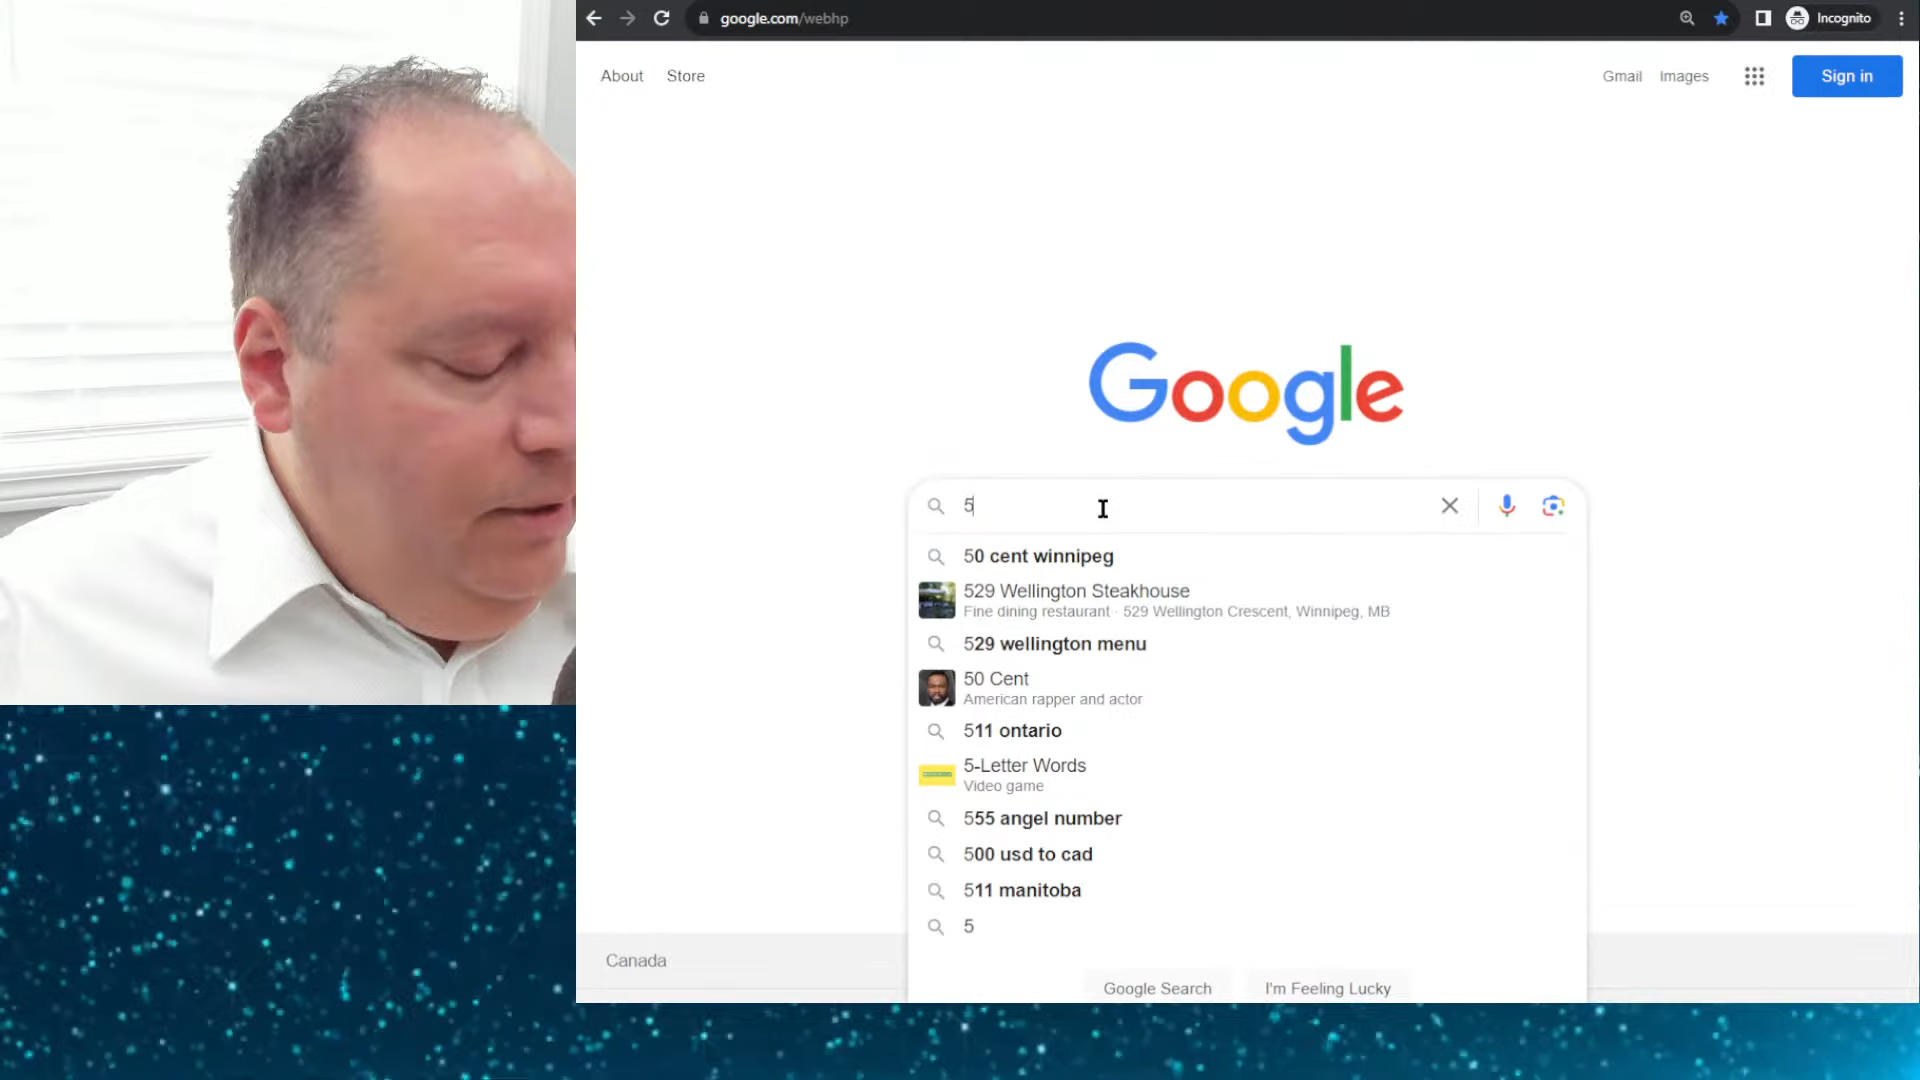 google.com/webhp
Incognito
About
Store
Gmail
Images
Sign in
Google
5
50 cent winnipeg
529 Wellington Steakhouse
Fine dining restaurant · 529 Wellington Crescent, Winnipeg, MB
529 wellington menu
50 Cent
American rapper and actor
511 ontario
5-Letter Words
Video game
555 angel number
500 usd to cad
511 manitoba
5
Canada
Google Search
I'm Feeling Lucky